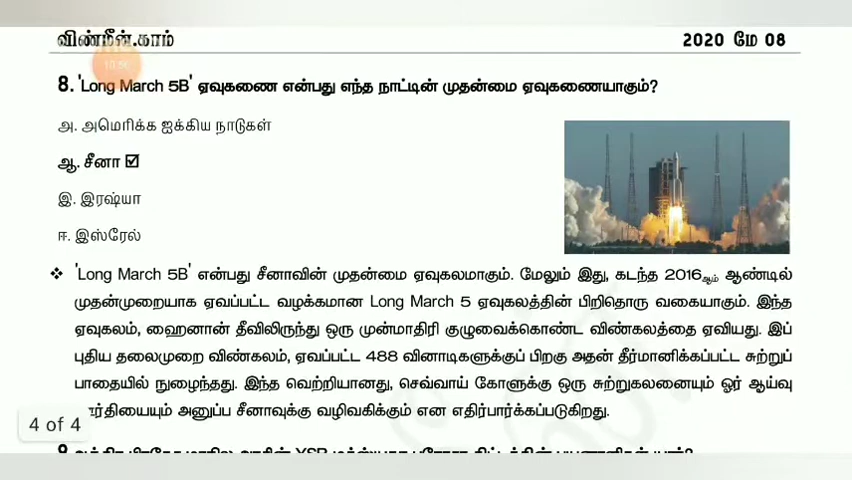 விண்மீன்.காம்
2020 மே 08
8. 'Long March 5B' ஏவுகணை என்பது எந்த நாட்டின் முதன்மை ஏவுகணையாகும்?
அ. அமெரிக்க ஐக்கிய நாடுகள்
ஆ. சீனா ☑
இ. இரஷ்யா
ஈ. இஸ்ரேல்
❖ 'Long March 5B' என்பது சீனாவின் முதன்மை ஏவுகலமாகும். மேலும் இது, கடந்த 2016ஆம் ஆண்டில்
முதன்முறையாக ஏவப்பட்ட வழக்கமான Long March 5 ஏவுகலத்தின் பிறிதொரு வகையாகும். இந்த
ஏவுகலம், ஹைனான் தீவிலிருந்து ஒரு முன்மாதிரி குழுவைக்கொண்ட விண்கலத்தை ஏவியது. இப்
புதிய தலைமுறை விண்கலம், ஏவப்பட்ட 488 வினாடிகளுக்குப் பிறகு அதன் தீர்மானிக்கப்பட்ட சுற்றுப்
பாதையில் நுழைந்தது. இந்த வெற்றியானது, செவ்வாய் கோளுக்கு ஒரு சுற்றுகலனையும் ஓர் ஆய்வு
அனுப்ப சீனாவுக்கு வழிவகிக்கும் என எதிர்பார்க்கப்படுகிறது.
4 of 4